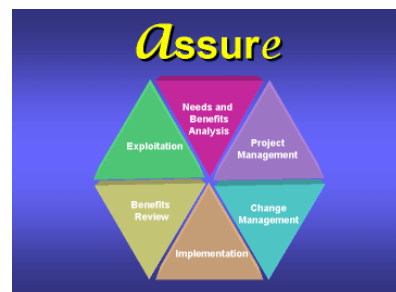 assure
Needs and
Benefits
Analysis
Project
Management
Change
Management
Implementation
Benefits
Review
Exploitation